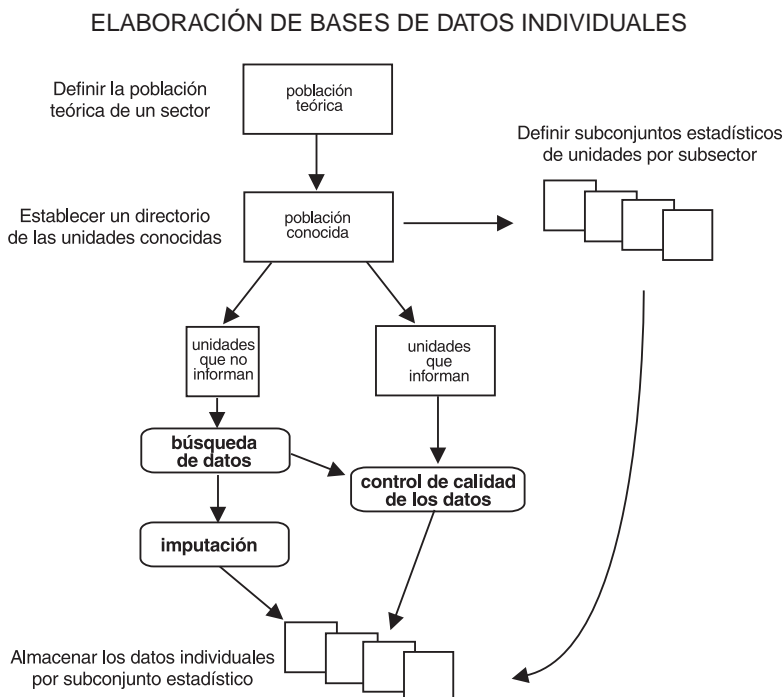 ELABORACIÓN DE BASES DE DATOS INDIVIDUALES
Definir la población
teórica de un sector
población
teórica
Definir subconjuntos estadísticos
de unidades por subsector
Establecer un directorio
de las unidades conocidas
población
conocida
unidades
que no
informan
unidades
que
informan
búsqueda
de datos
control de calidad
de los datos
imputación
Almacenar los datos individuales
por subconjunto estadístico